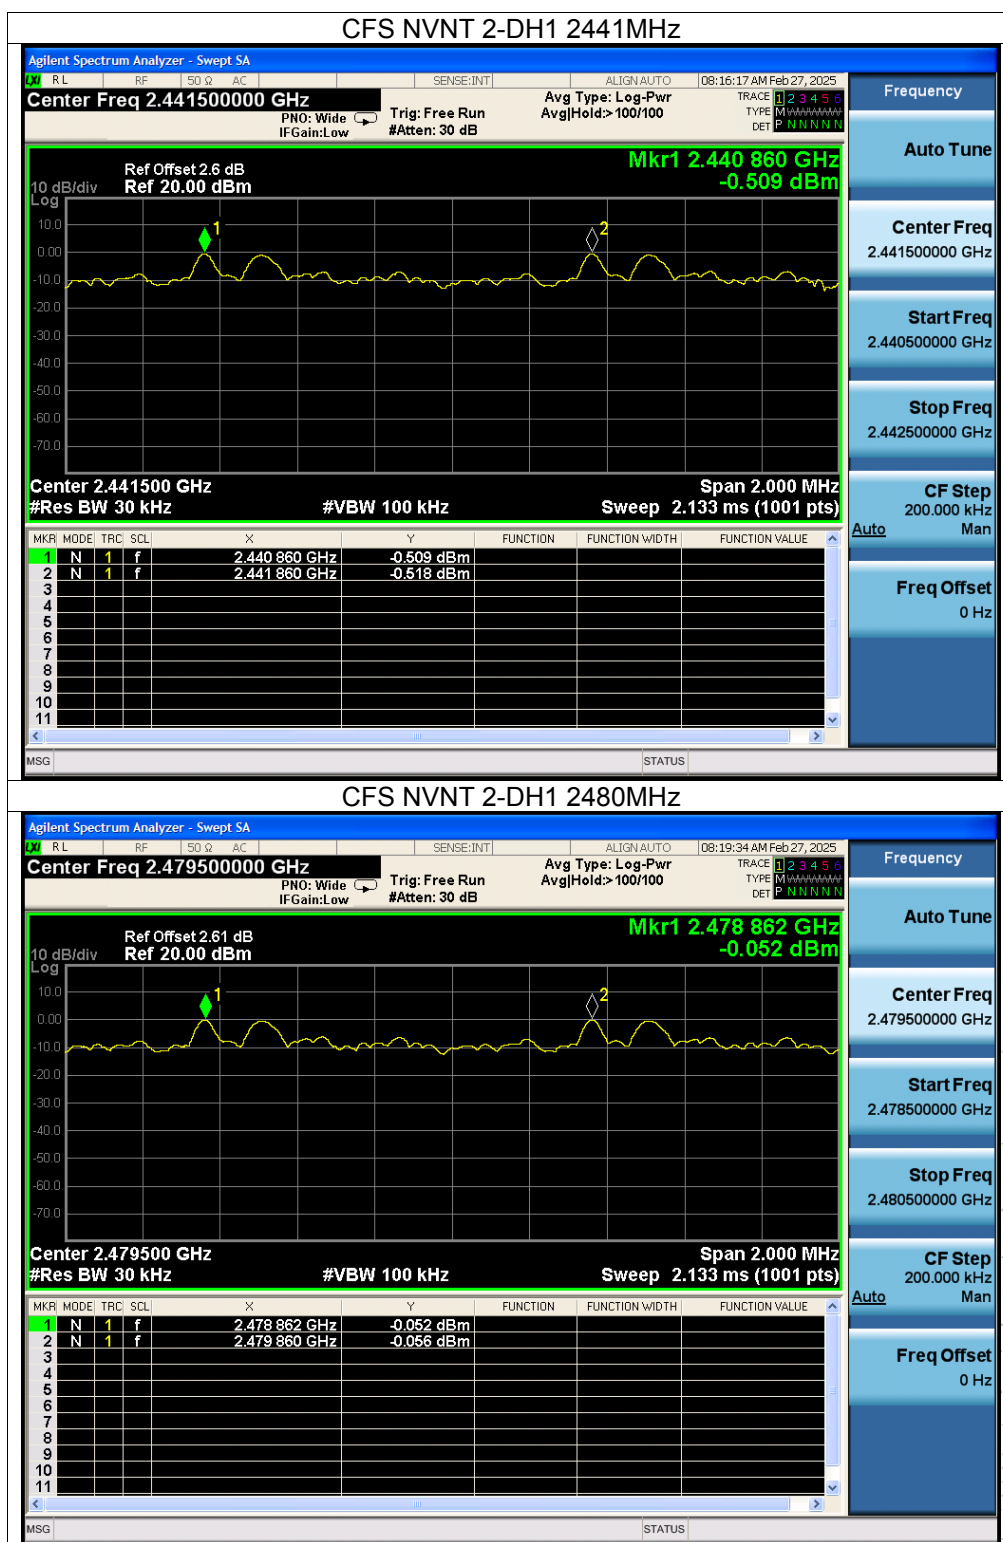 CFS NVNT 2-DH1 2441MHz
Agilent Spectrum Analyzer - Swept SA
LXI RL RF 50 Ω AC SENSE:INT ALIGN AUTO 08:16:17 AM Feb 27, 2025
Center Freq 2.441500000 GHz
PNO: Wide
IFGain:Low
Trig: Free Run
#Atten: 30 dB
Avg Type: Log-Pwr
Avg|Hold:>100/100
TRACE 1 2 3 4 5 6
TYPE M WWWWW
DET P N N N N N
Mkr1 2.440 860 GHz
-0.509 dBm
Ref Offset 2.6 dB
10 dB/div Ref 20.00 dBm
Log
10.0
0.00
-10.0
-20.0
-30.0
-40.0
-50.0
-60.0
-70.0
1
2
Center 2.441500 GHz Span 2.000 MHz
#Res BW 30 kHz #VBW 100 kHz Sweep 2.133 ms (1001 pts)
MKR MODE TRC SCL X Y FUNCTION FUNCTION WIDTH FUNCTION VALUE
1 N 1 f 2.440 860 GHz -0.509 dBm
2 N 1 f 2.441 860 GHz -0.518 dBm
3
4
5
6
7
8
9
10
11
MSG STATUS
Frequency
Auto Tune
Center Freq
2.441500000 GHz
Start Freq
2.440500000 GHz
Stop Freq
2.442500000 GHz
CF Step
200.000 kHz
Auto Man
Freq Offset
0 Hz
CFS NVNT 2-DH1 2480MHz
Agilent Spectrum Analyzer - Swept SA
LXI RL RF 50 Ω AC SENSE:INT ALIGN AUTO 08:19:34 AM Feb 27, 2025
Center Freq 2.479500000 GHz
PNO: Wide
IFGain:Low
Trig: Free Run
#Atten: 30 dB
Avg Type: Log-Pwr
Avg|Hold:>100/100
TRACE 1 2 3 4 5 6
TYPE M WWWWW
DET P N N N N N
Mkr1 2.478 862 GHz
-0.052 dBm
Ref Offset 2.61 dB
10 dB/div Ref 20.00 dBm
Log
10.0
0.00
-10.0
-20.0
-30.0
-40.0
-50.0
-60.0
-70.0
1
2
Center 2.479500 GHz Span 2.000 MHz
#Res BW 30 kHz #VBW 100 kHz Sweep 2.133 ms (1001 pts)
MKR MODE TRC SCL X Y FUNCTION FUNCTION WIDTH FUNCTION VALUE
1 N 1 f 2.478 862 GHz -0.052 dBm
2 N 1 f 2.479 860 GHz -0.056 dBm
3
4
5
6
7
8
9
10
11
MSG STATUS
Frequency
Auto Tune
Center Freq
2.479500000 GHz
Start Freq
2.478500000 GHz
Stop Freq
2.480500000 GHz
CF Step
200.000 kHz
Auto Man
Freq Offset
0 Hz